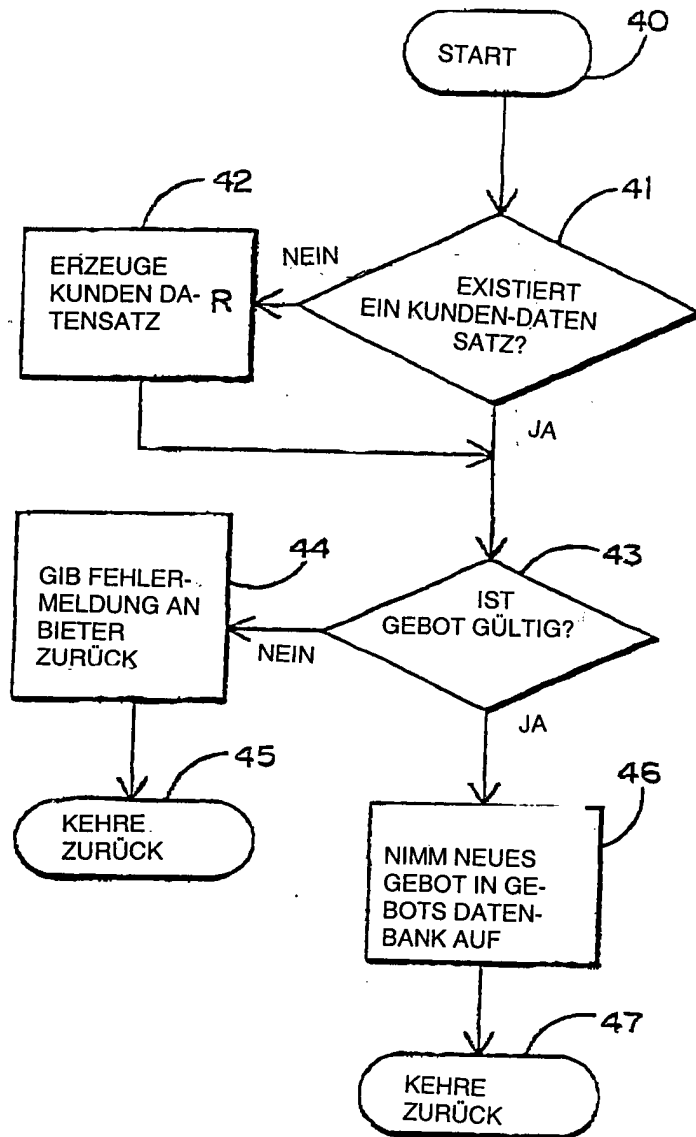 40
START
42
41
NEIN
ERZEUGE
KUNDEN DA-
TENSATZ R
EXISTIERT
EIN KUNDEN-DATEN
SATZ?
JA
44
43
GIB FEHLER-
MELDUNG AN
BIETER
ZURÜCK
IST
GEBOT GÜLTIG?
NEIN
JA
45
46
KEHRE
ZURÜCK
NIMM NEUES
GEBOT IN GE-
BOTS DATEN-
BANK AUF
47
KEHRE
ZURÜCK